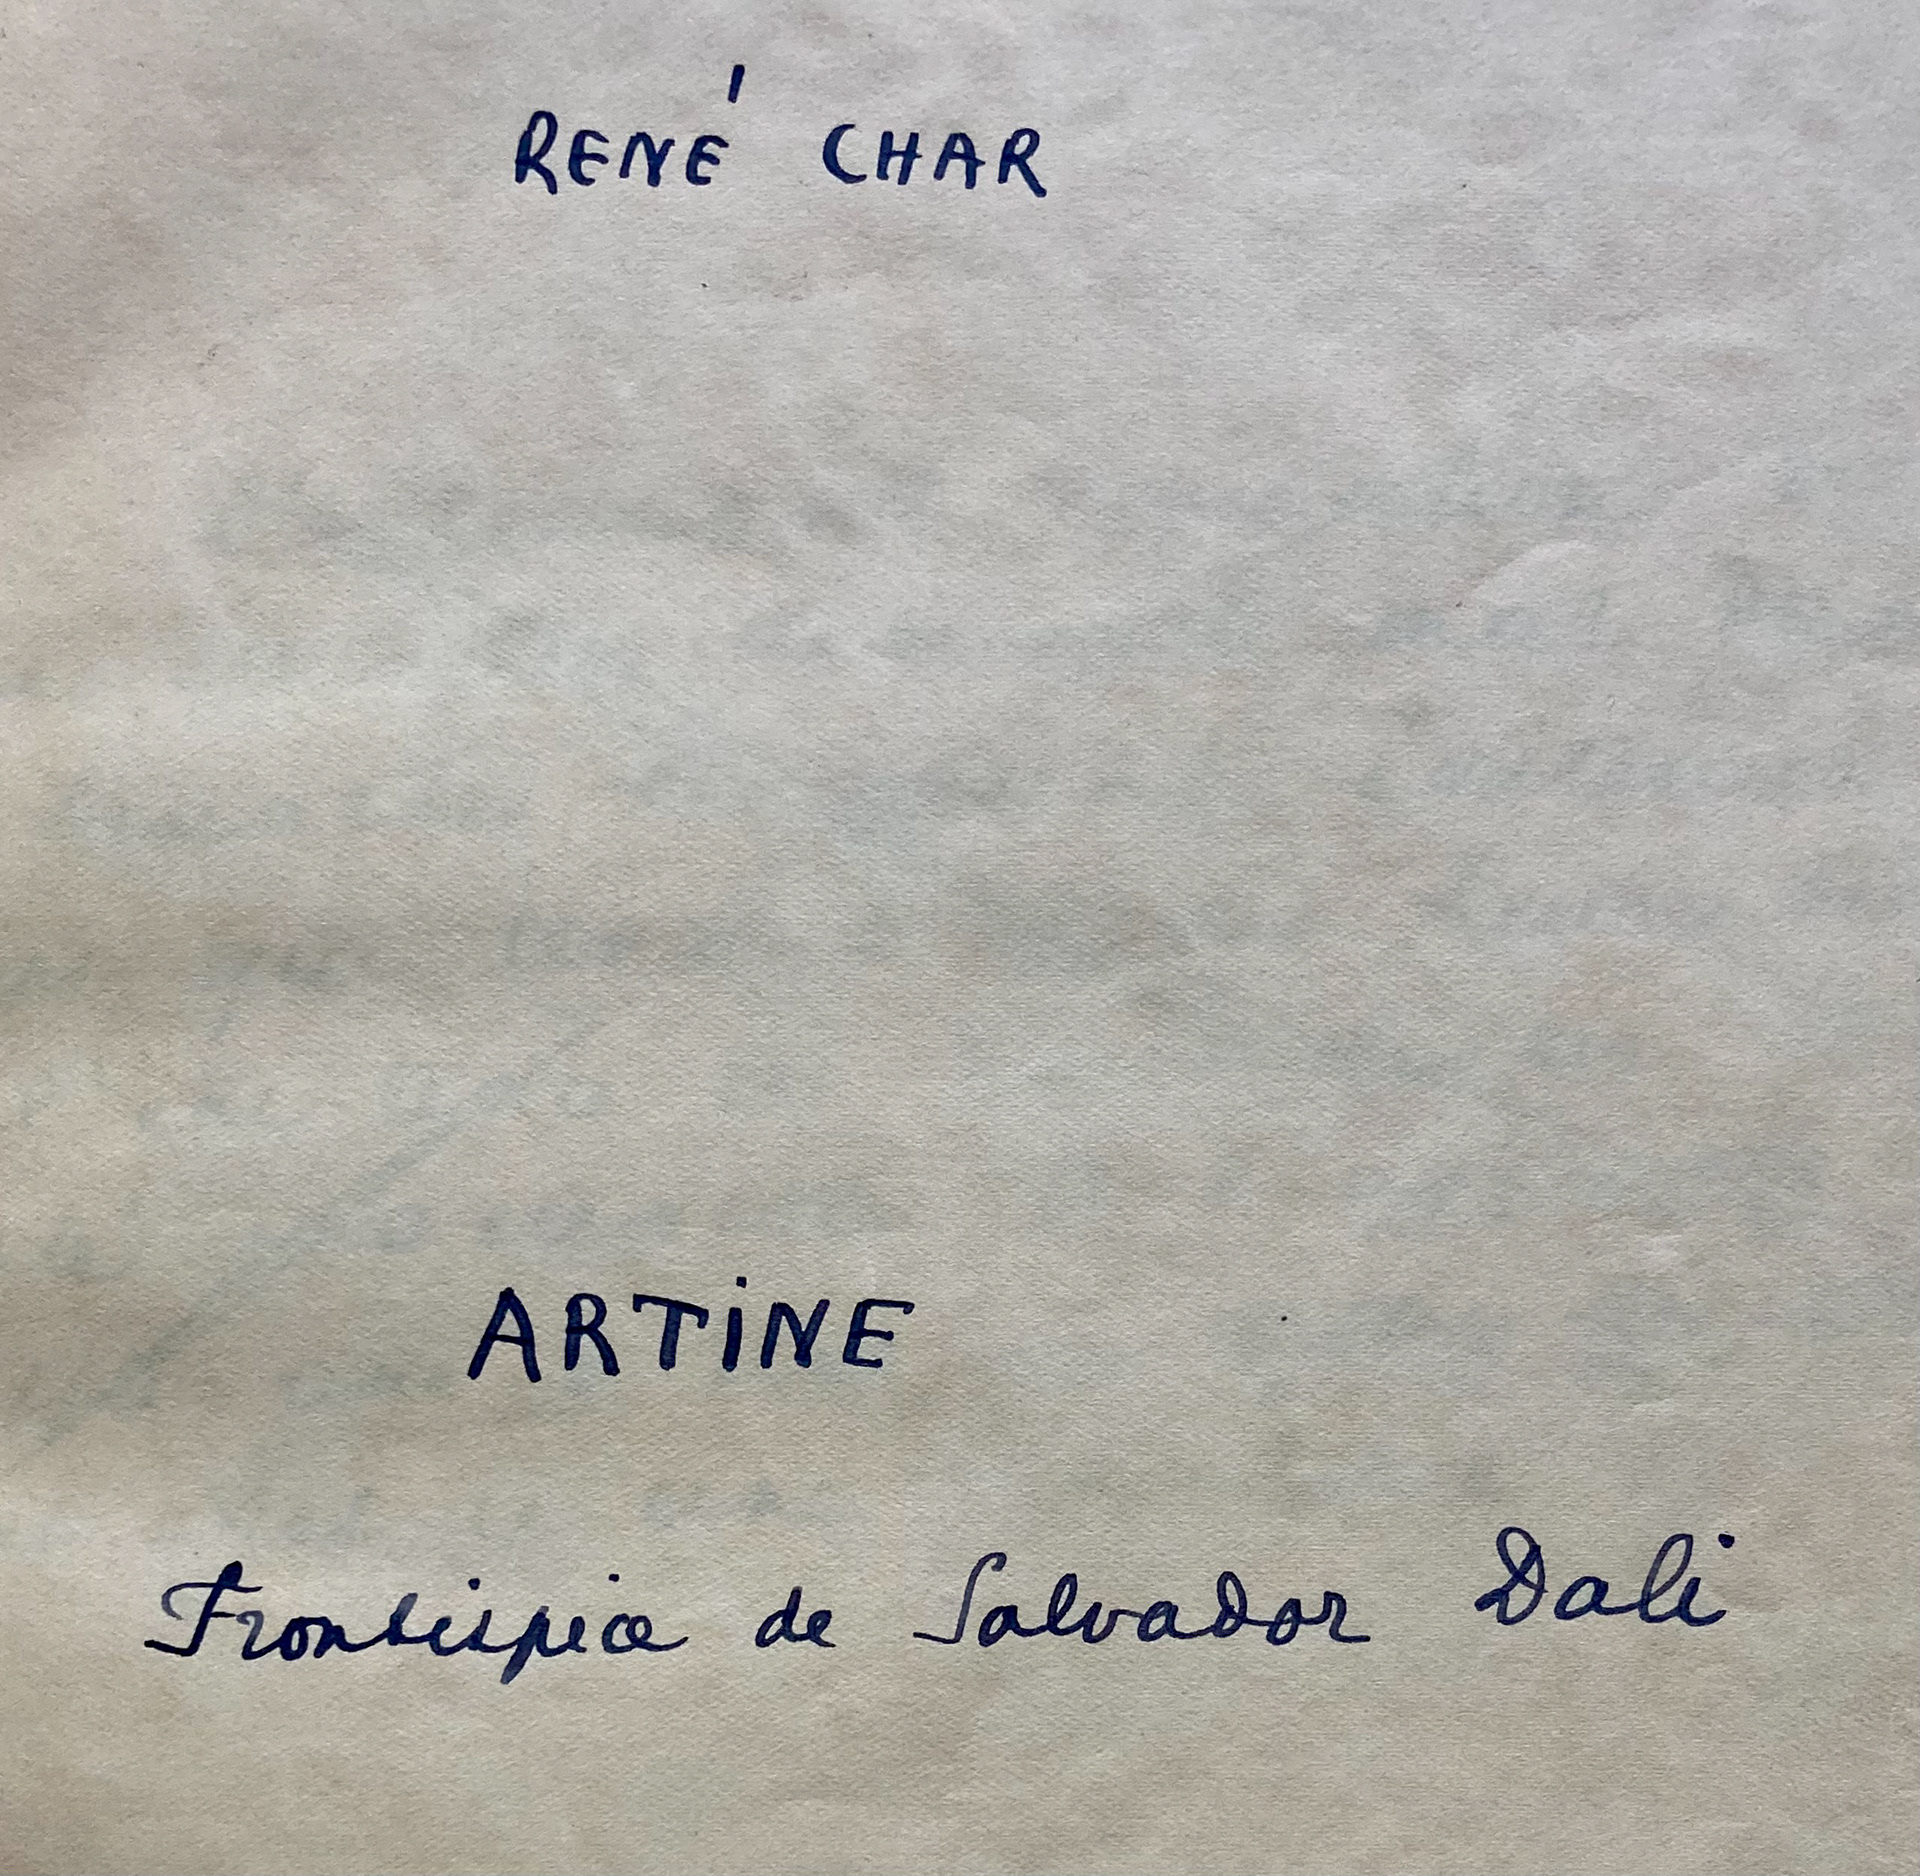 RENÉ CHAR
ARTiNE
Frontispice de Salvador Dali